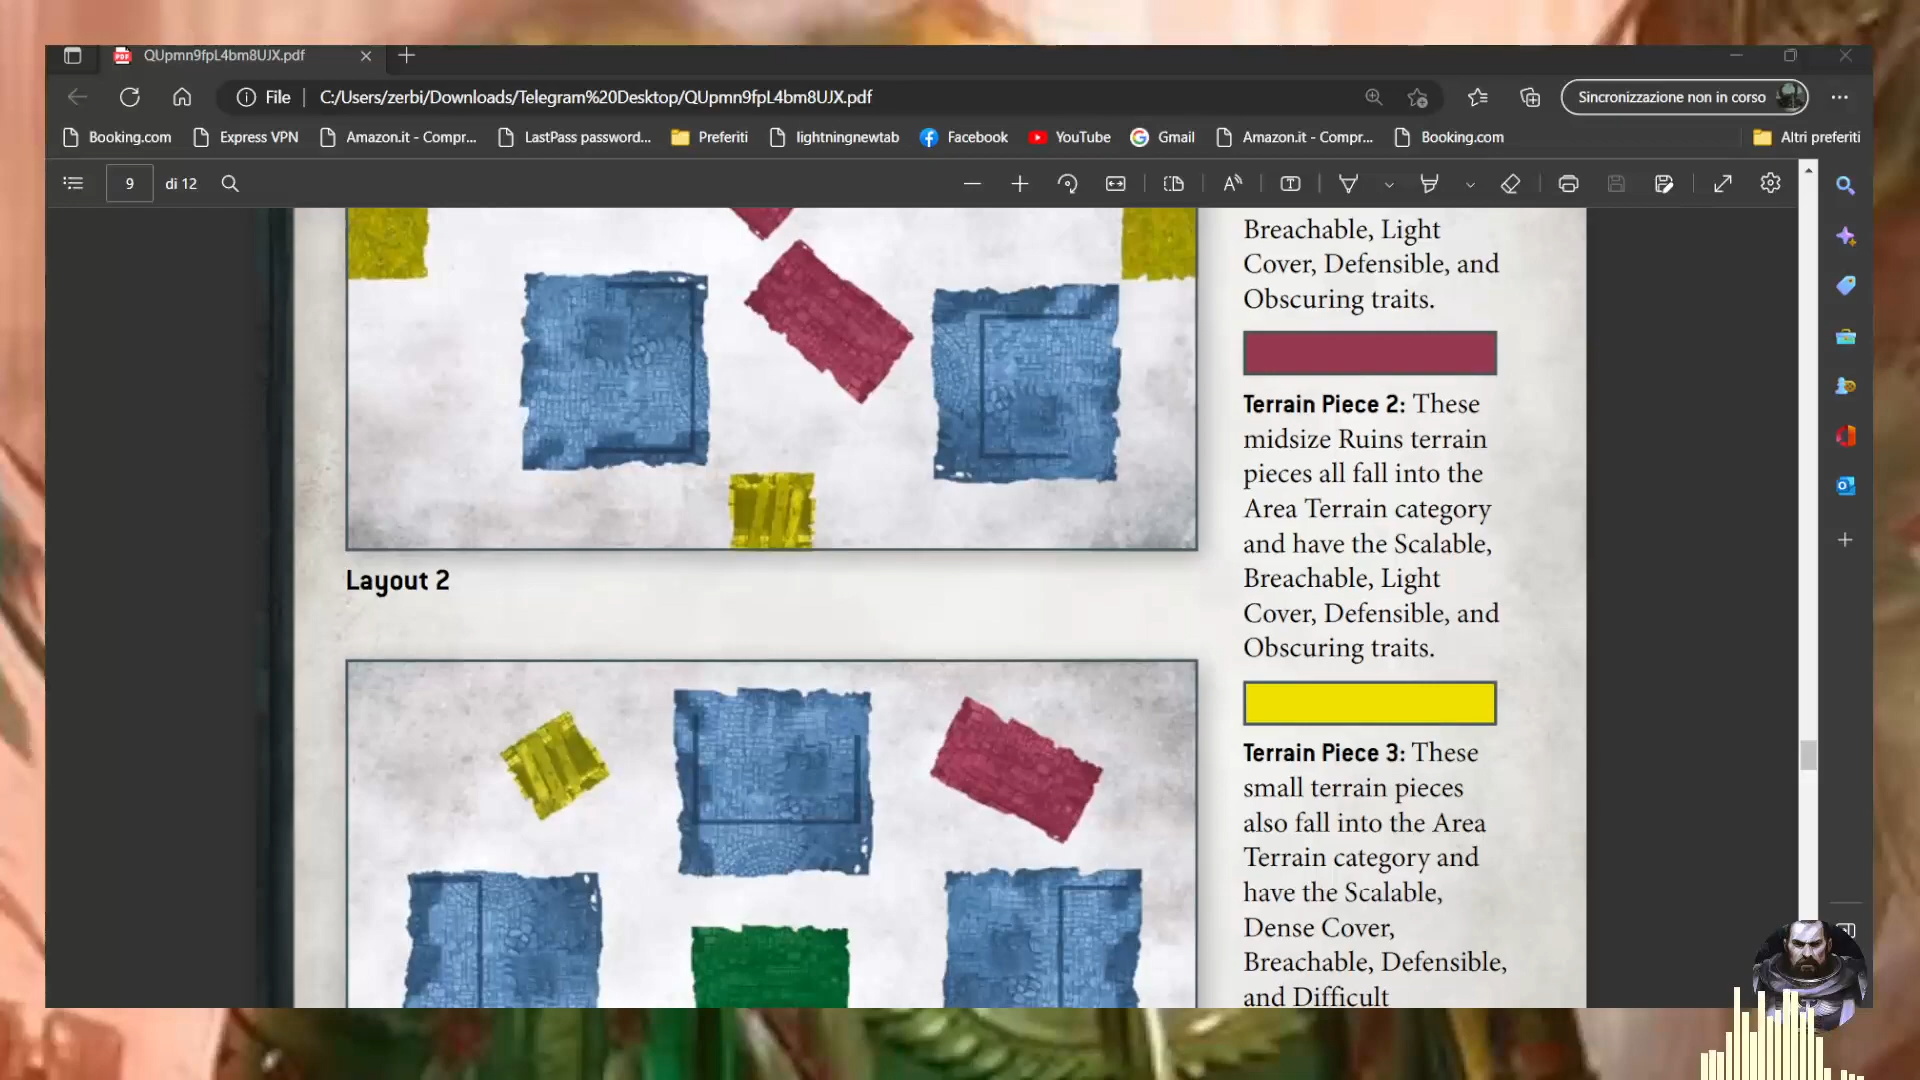 QUpmn9fpL4bm8UJX.pdf
File
C:/Users/zerbi/Downloads/Telegram%20Desktop/QUpmn9fpL4bm8UJX.pdf
Sincronizzazione non in corso
Booking.com
Express VPN
Amazon.it - Compr...
LastPass password...
Preferiti
lightningnewtab
Facebook
YouTube
Gmail
Amazon.it - Compr...
Booking.com
Altri preferiti
9
di 12
Layout 2
Breachable, Light
Cover, Defensible, and
Obscuring traits.
Terrain Piece 2: These
midsize Ruins terrain
pieces all fall into the
Area Terrain category
and have the Scalable,
Breachable, Light
Cover, Defensible, and
Obscuring traits.
Terrain Piece 3: These
small terrain pieces
also fall into the Area
Terrain category and
have the Scalable,
Dense Cover,
Breachable, Defensible,
and Difficult